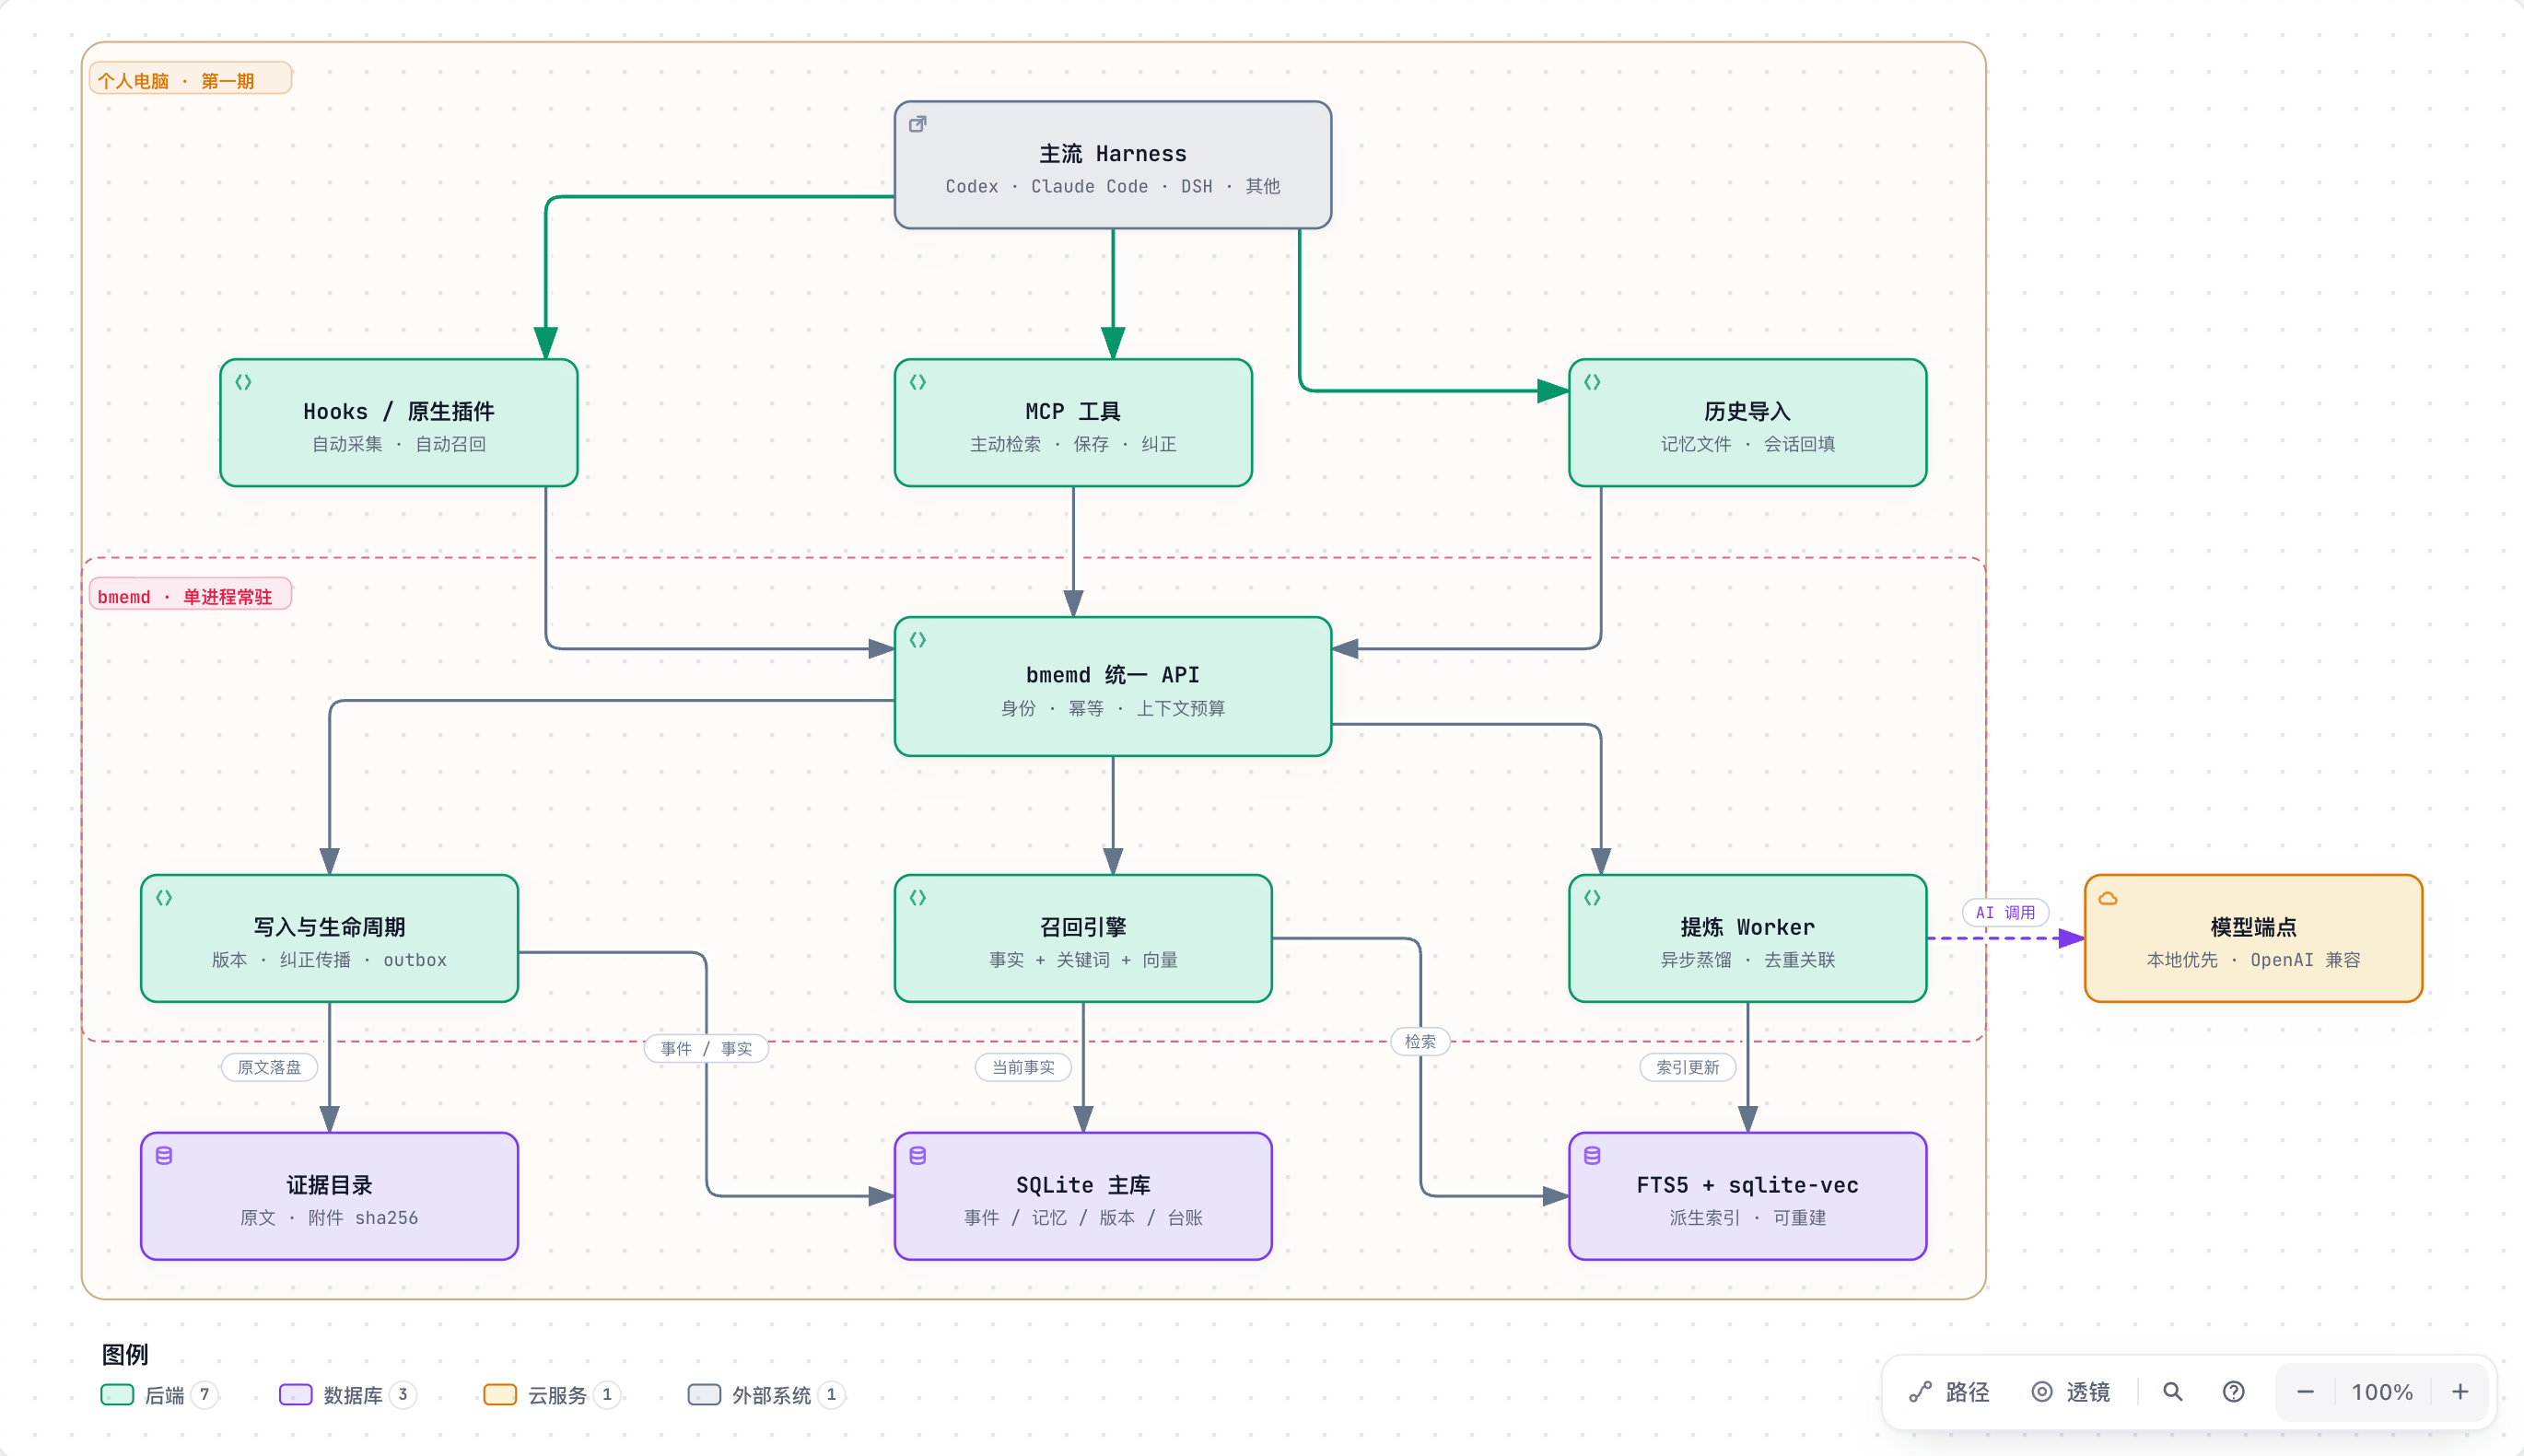 个人电脑 · 第一期
主流 Harness
Codex · Claude Code · DSH · 其他
Hooks / 原生插件
自动采集 · 自动召回
MCP 工具
主动检索 · 保存 · 纠正
历史导入
记忆文件 · 会话回填
bmemd · 单进程常驻
bmemd 统一 API
身份 · 幂等 · 上下文预算
写入与生命周期
版本 · 纠正传播 · outbox
召回引擎
事实 + 关键词 + 向量
提炼 Worker
异步蒸馏 · 去重关联
AI 调用
模型端点
本地优先 · OpenAI 兼容
原文落盘
事件 / 事实
当前事实
检索
索引更新
证据目录
原文 · 附件 sha256
SQLite 主库
事件 / 记忆 / 版本 / 台账
FTS5 + sqlite-vec
派生索引 · 可重建
图例
后端 7
数据库 3
云服务 1
外部系统 1
路径
透镜
100%